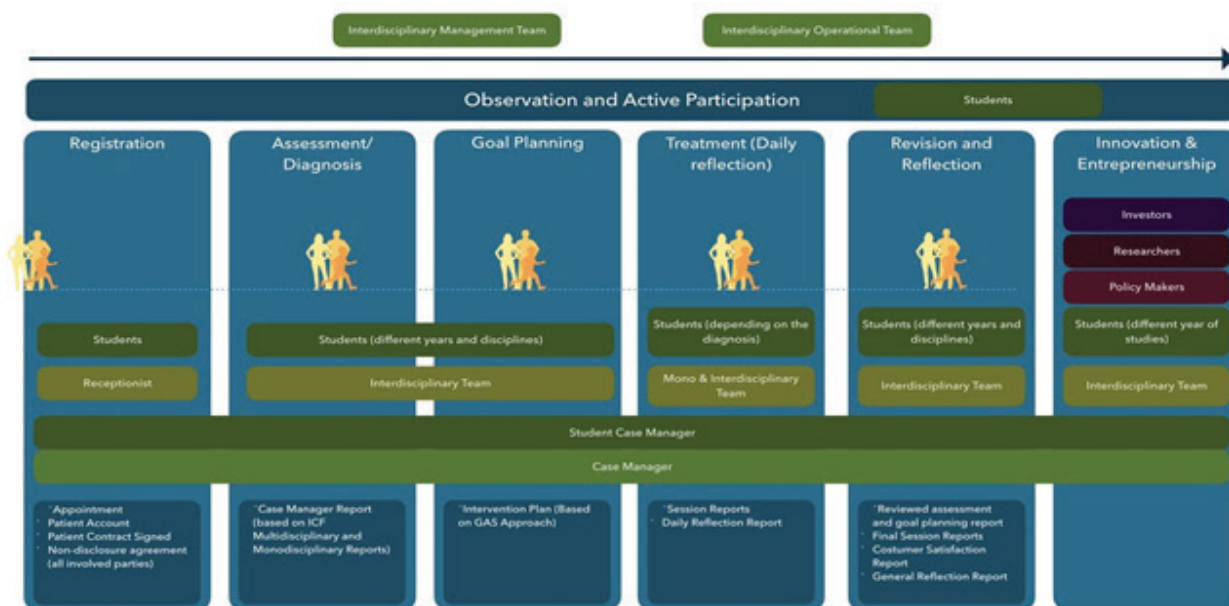 Interdisciplinary Management Team
Interdisciplinary Operational Team
Observation and Active Participation
Students
Registration
Assessment/
Diagnosis
Goal Planning
Treatment (Daily
reflection)
Revision and
Reflection
Innovation &
Entrepreneurship
Investors
Researchers
Policy Makers
Students
Students (different years and disciplines)
Students (depending on the
diagnosis)
Students (different years and
disciplines)
Students (different year of
studies)
Receptionist
Interdisciplinary Team
Mono & Interdisciplinary
Team
Interdisciplinary Team
Interdisciplinary Team
Student Case Manager
Case Manager
Appointment
Patient Account
Patient Contract Signed
Non-disclosure agreement
(all involved parties)
Case Manager Report
(based on ICF
Multidisciplinary and
Monodisciplinary Reports)
Intervention Plan (Based
on GAS Approach)
Session Reports
Daily Reflection Report
Reviewed assessment
and goal planning report
Final Session Reports
Costumer Satisfaction
Report
General Reflection Report